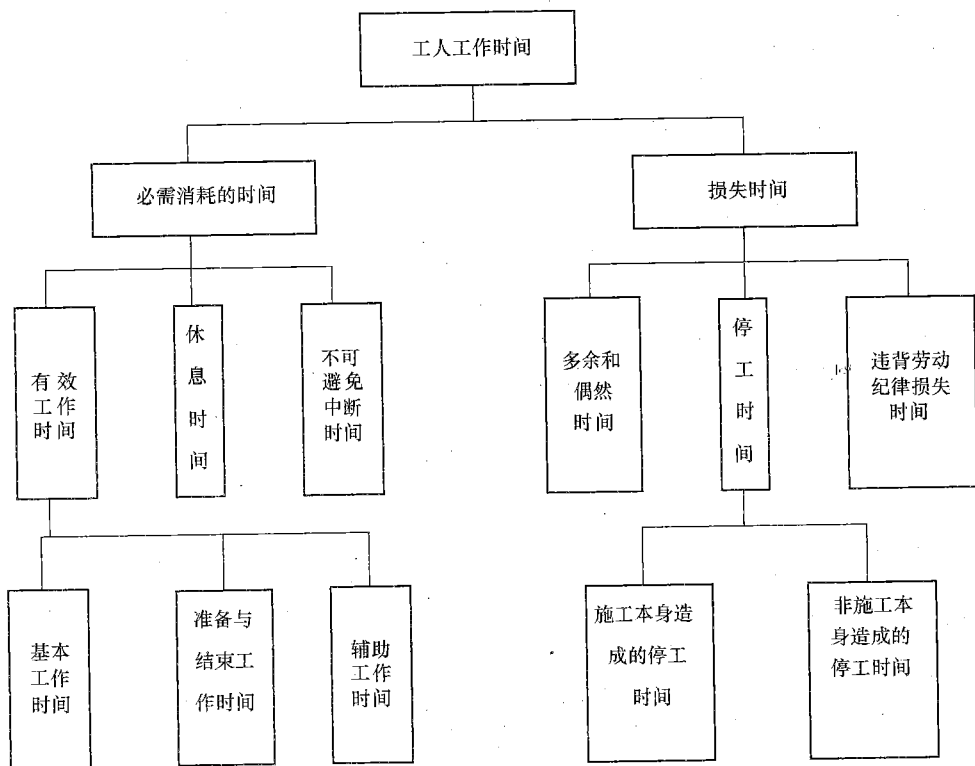 工人工作时间
必需消耗的时间
损失时间
有效
工作
时间
休
息
时
间
不可
避免
中断
时间
多余和
偶然
时间
停
工
时
间
违背劳动
纪律损失
时间
基本
工作
时间
准备与
结束工
作时间
辅助
工作
时间
施工本身造
成的停工
时间
非施工本
身造成的
停工时间